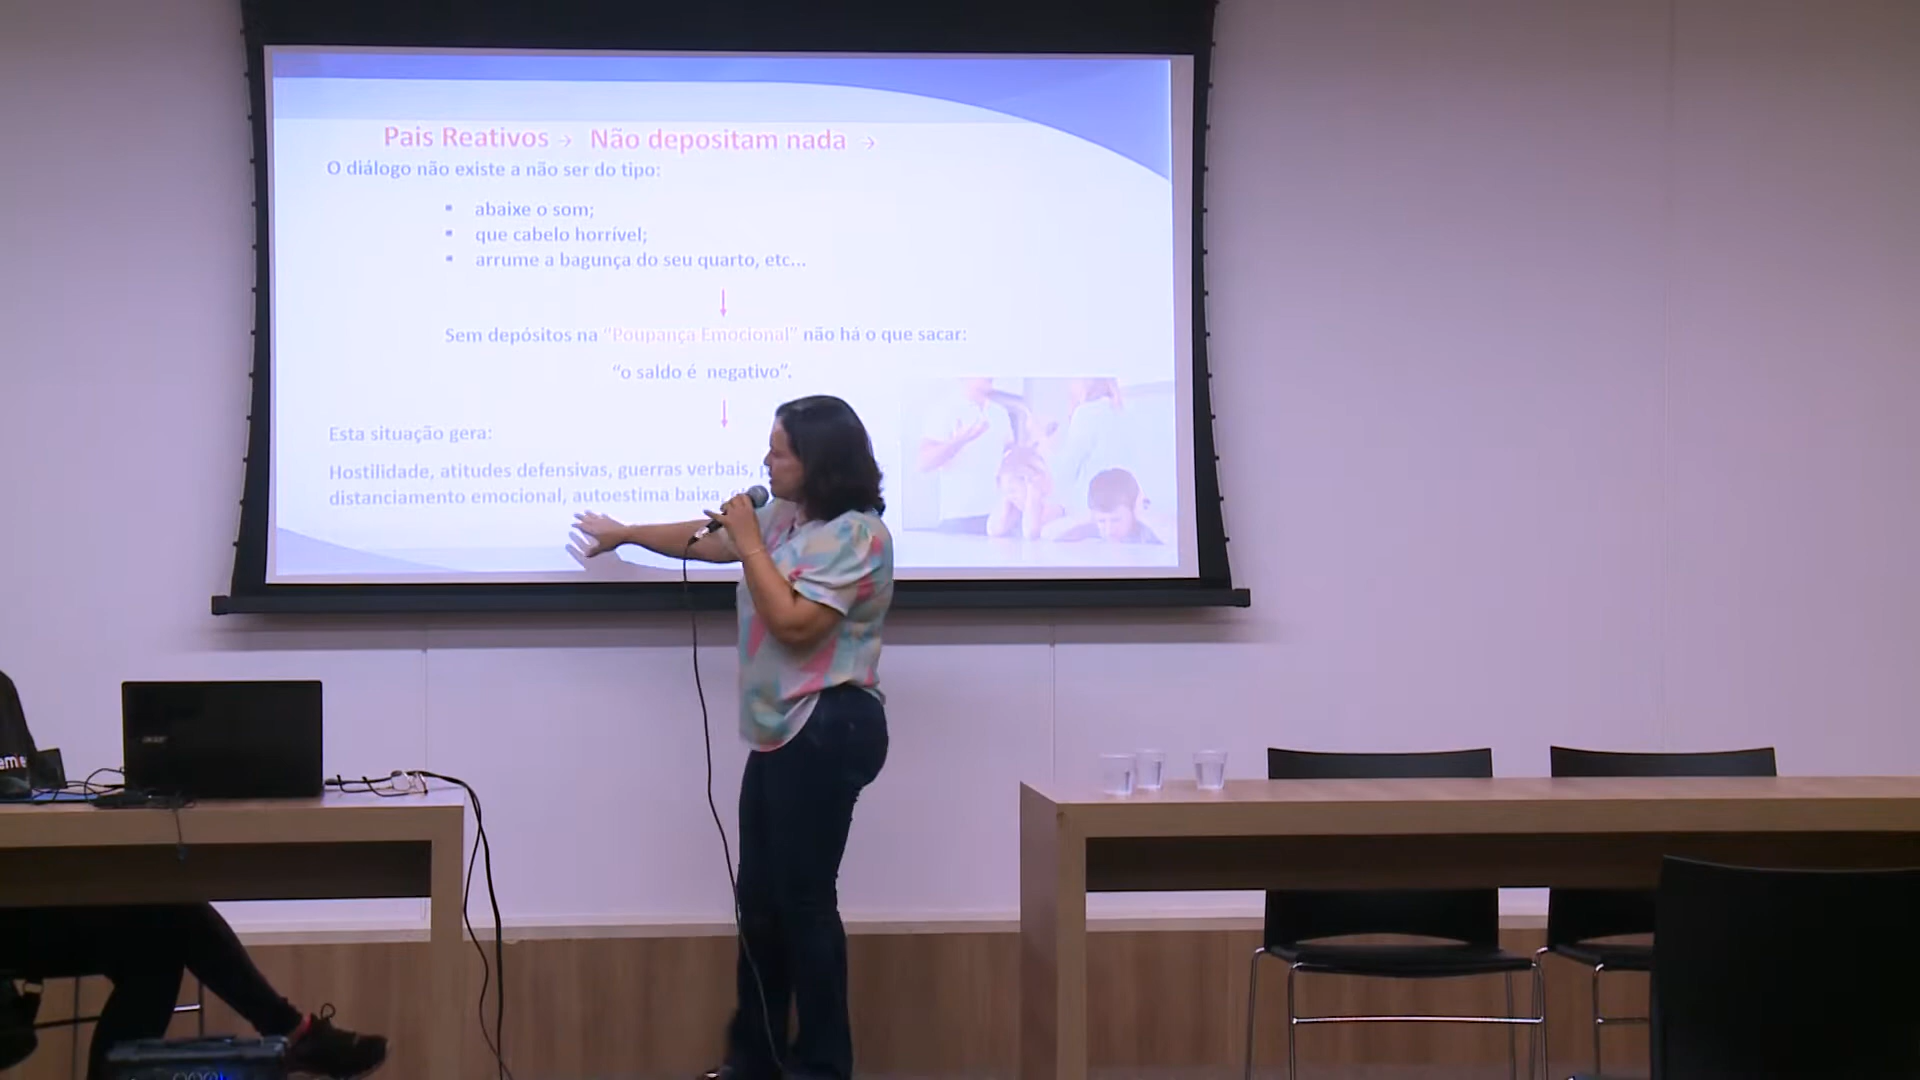 Pais Reativos → Não depositam nada →
O diálogo não existe a não ser do tipo:
▪ abaixe o som;
▪ que cabelo horrível;
▪ arrume a bagunça do seu quarto, etc...
Sem depósitos na “Poupança Emocional” não há o que sacar:
“o saldo é negativo”.
Esta situação gera:
Hostilidade, atitudes defensivas, guerras verbais,
distanciamento emocional, autoestima baixa,
acer